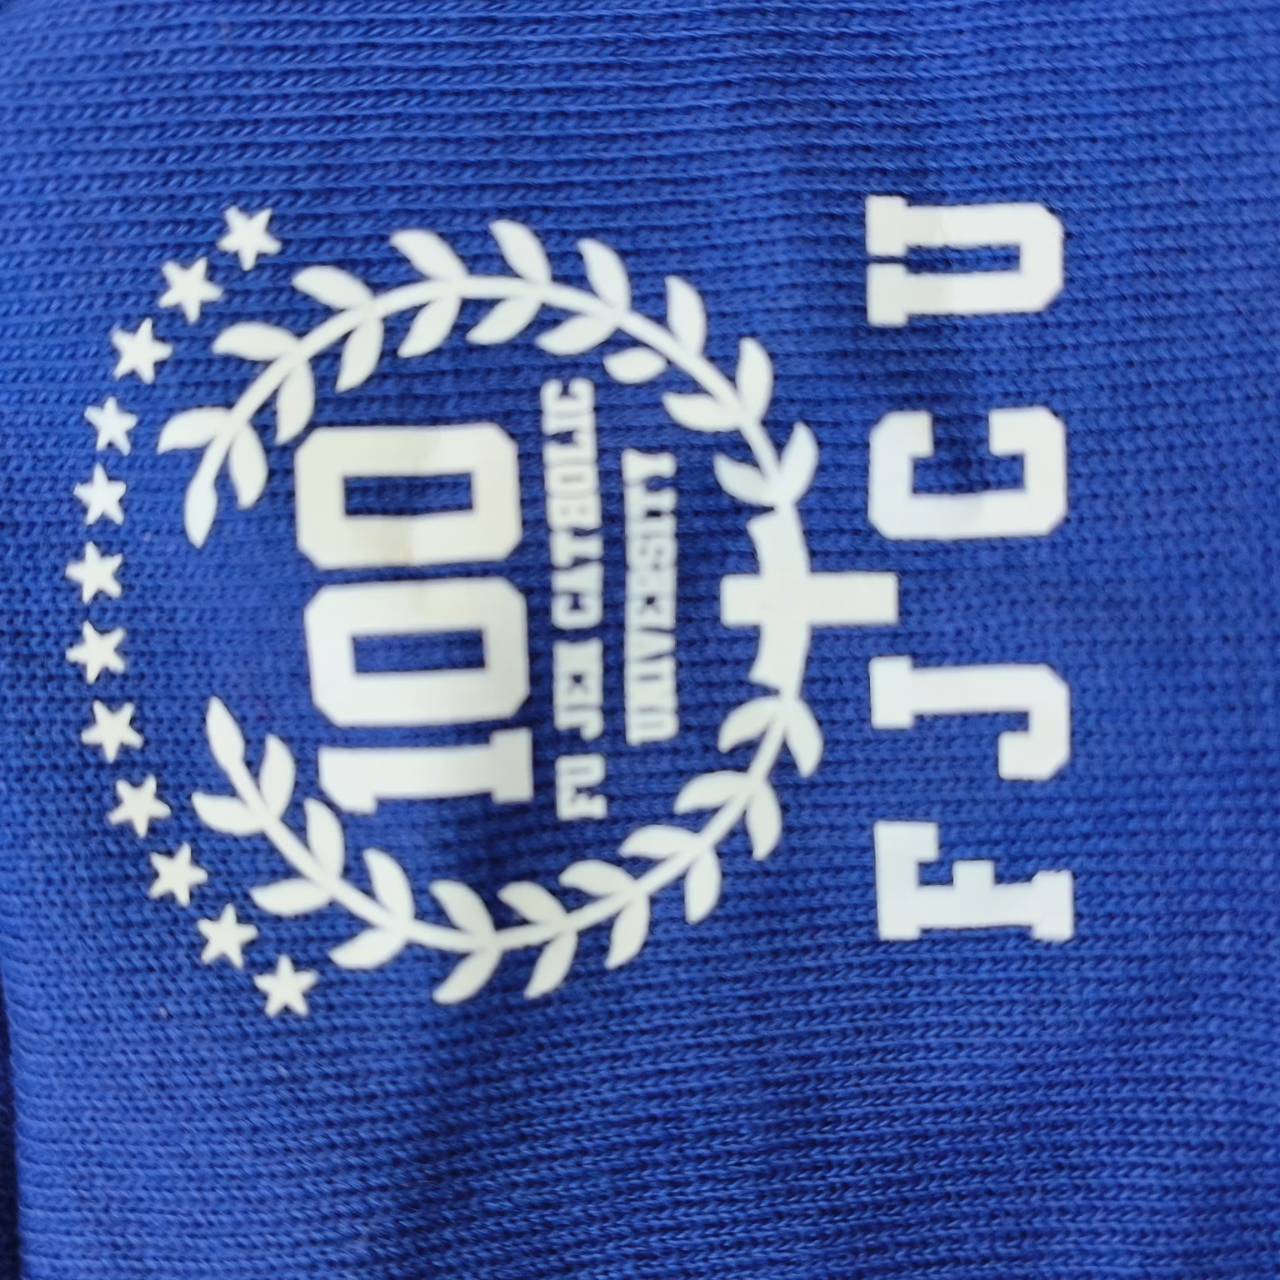 100
FU JEN CATHOLIC
UNIVERSITY
FJCU